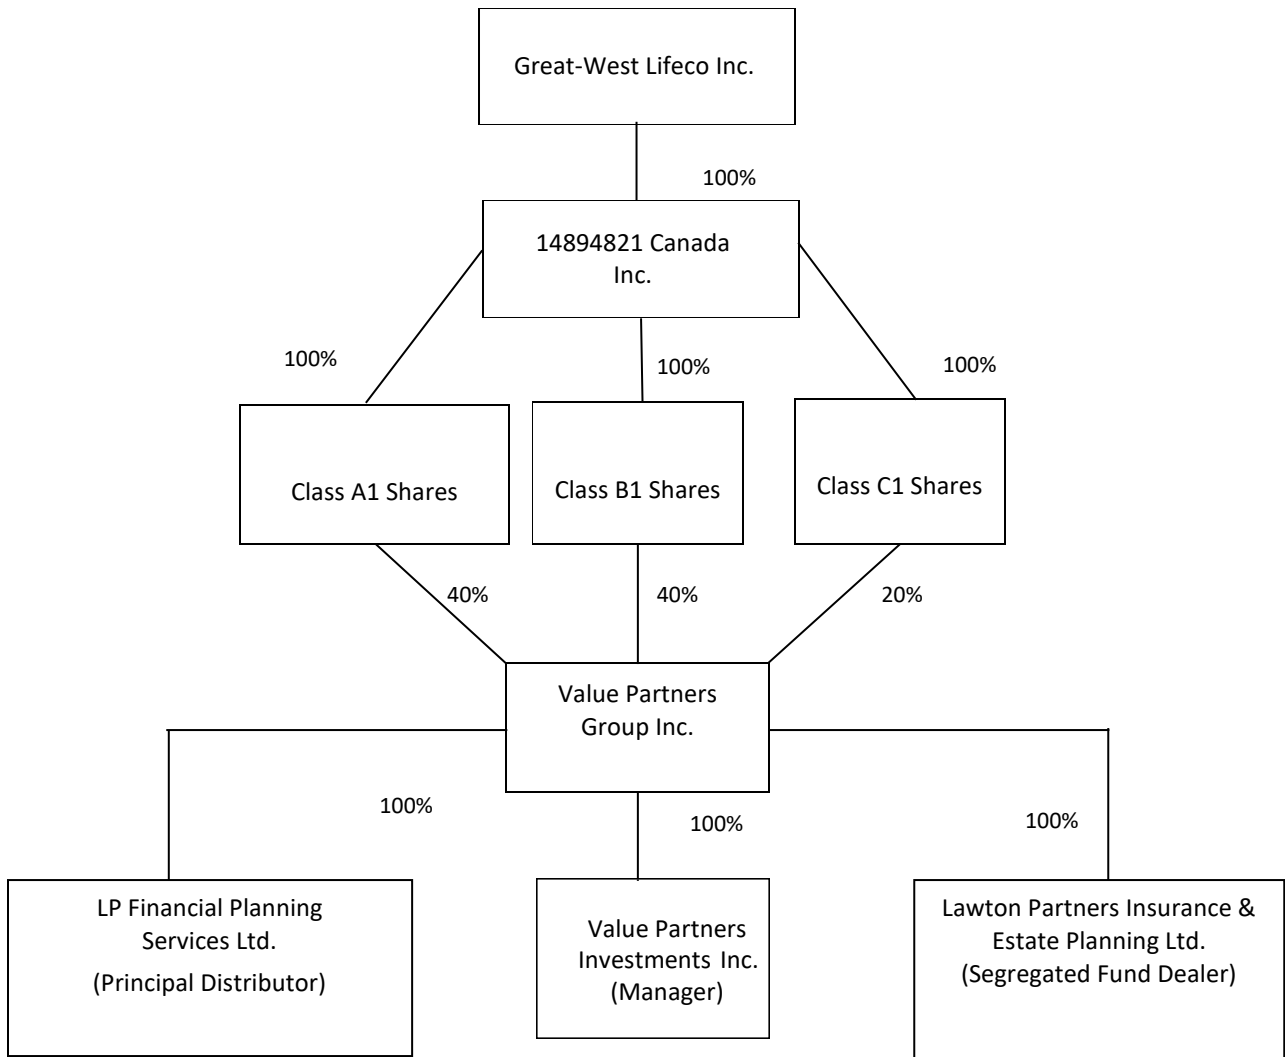 Great-West Lifeco Inc.
100%
14894821 Canada
Inc.
100%
100%
100%
Class A1 Shares
Class B1 Shares
Class C1 Shares
40%
40%
20%
Value Partners
Group Inc.
100%
100%
100%
LP Financial Planning
Services Ltd.
(Principal Distributor)
Value Partners
Investments Inc.
(Manager)
Lawton Partners Insurance &
Estate Planning Ltd.
(Segregated Fund Dealer)